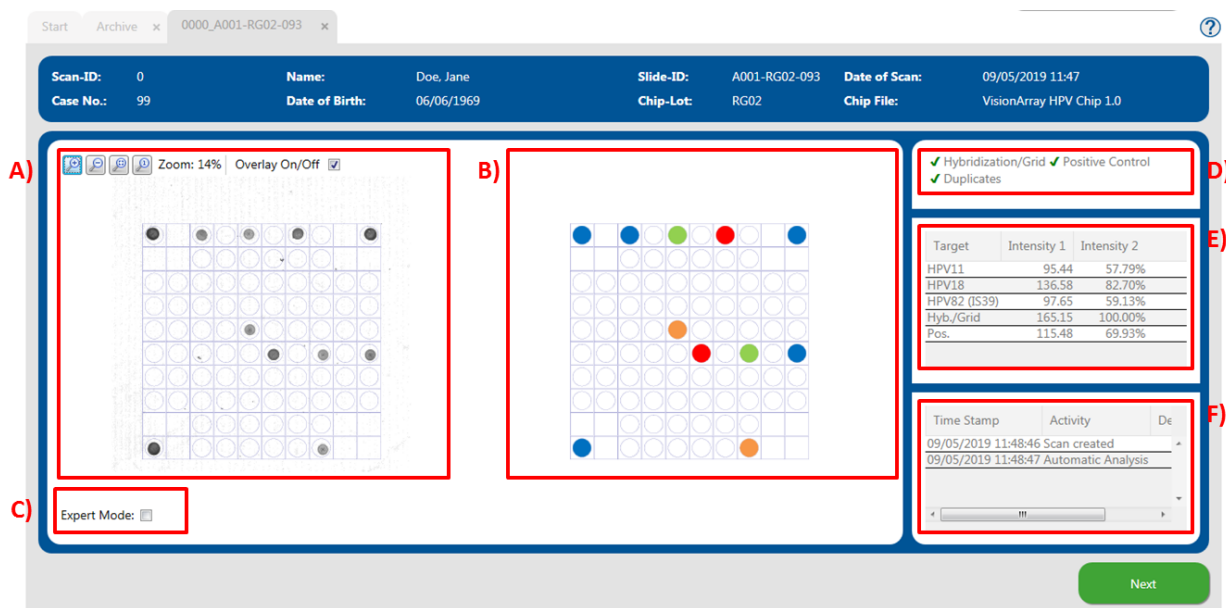 Start Archive × 0000_A001-RG02-093 × ?
Scan-ID: 0 Name: Doe, Jane Slide-ID: A001-RG02-093 Date of Scan: 09/05/2019 11:47
Case No.: 99 Date of Birth: 06/06/1969 Chip-Lot: RG02 Chip File: VisionArray HPV Chip 1.0
A) Zoom: 14% Overlay On/Off
B)
D) ✓ Hybridization/Grid ✓ Positive Control
✓ Duplicates
E)
Target Intensity 1 Intensity 2
HPV11 95.44 57.79%
HPV18 136.58 82.70%
HPV82 (IS39) 97.65 59.13%
Hyb./Grid 165.15 100.00%
Pos. 115.48 69.93%
F)
Time Stamp Activity De
09/05/2019 11:48:46 Scan created
09/05/2019 11:48:47 Automatic Analysis
C) Expert Mode:
Next